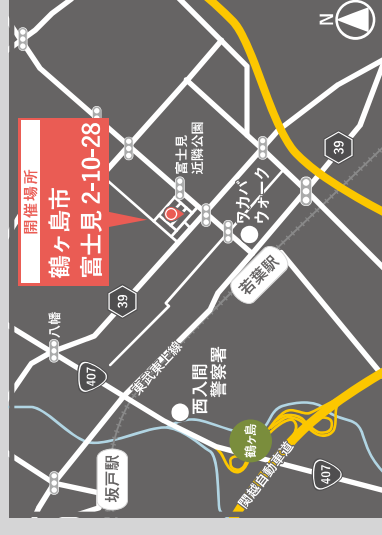 開催場所
鶴ヶ島市
富士見 2-10-28
N
39
富士見
近隣公園
ワカバ
ウォーク
若葉駅
39
八幡
407
東武東上線
西入間
警察署
坂戸駅
鶴ヶ島
関越自動車道
407